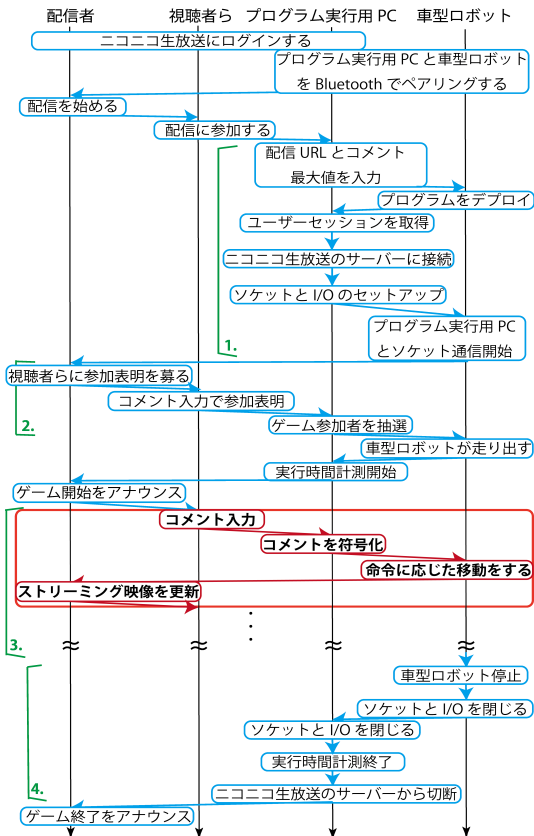 配信者 視聴者ら プログラム実行用 PC 車型ロボット
ニコニコ生放送にログインする
プログラム実行用 PC と車型ロボット
を Bluetooth でペアリングする
配信を始める
配信に参加する
配信 URL とコメント
最大値を入力
プログラムをデプロイ
ユーザーセッションを取得
ニコニコ生放送のサーバーに接続
ソケットと I/O のセットアップ
プログラム実行用 PC
とソケット通信開始
1.
視聴者らに参加表明を募る
コメント入力で参加表明
ゲーム参加者を抽選
2.
車型ロボットが走り出す
実行時間計測開始
ゲーム開始をアナウンス
コメント入力
コメントを符号化
命令に応じた移動をする
ストリーミング映像を更新
3.
車型ロボット停止
ソケットと I/O を閉じる
ソケットと I/O を閉じる
実行時間計測終了
4.
ニコニコ生放送のサーバーから切断
ゲーム終了をアナウンス